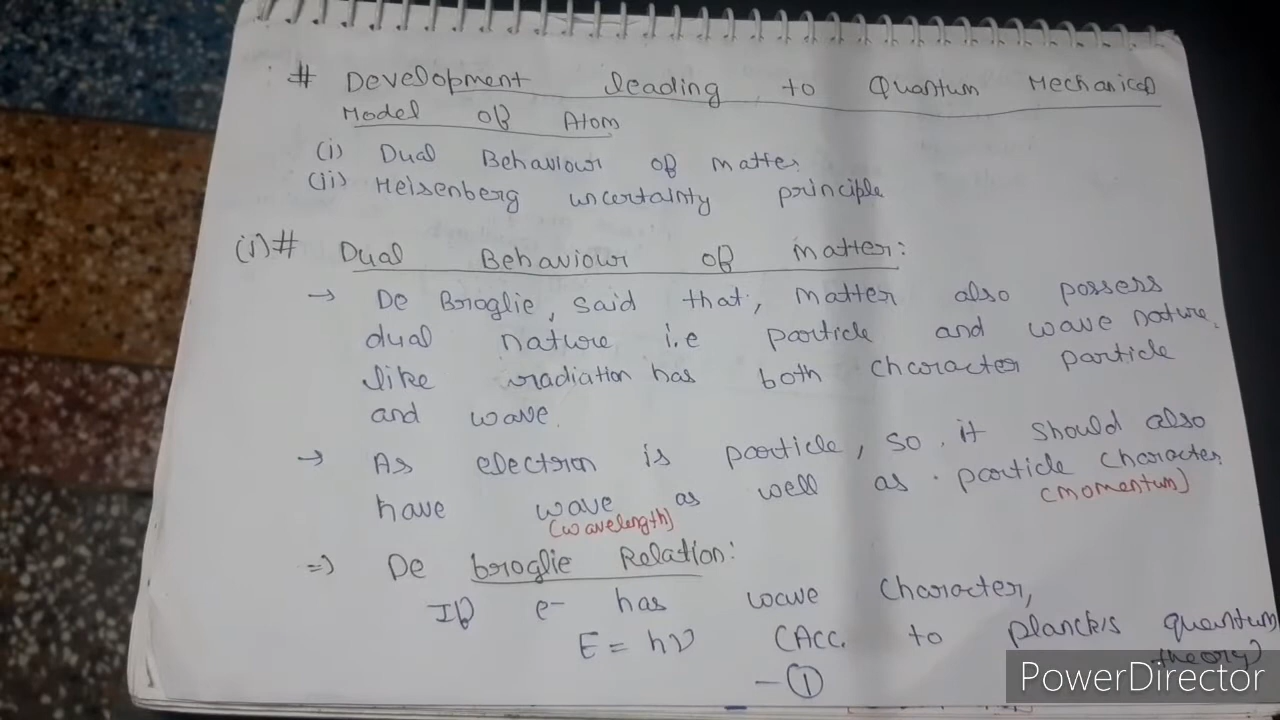 # Development leading to Quantum Mechanical
Model of Atom
(i) Dual Behaviour of matter
(ii) Heisenberg uncertainty principle
(i) # Dual Behaviour of matter:
→ De Broglie, said that, matter also possess
dual nature i.e particle and wave nature.
like radiation has both character particle
and wave.
→ As electron is particle, so, it should also
have wave as well as particle character
(wavelength) (momentum)
⇒ De broglie Relation:
If e- has wave character,
E = hν (Acc. to planck's quantum
theory)
- ①
PowerDirector